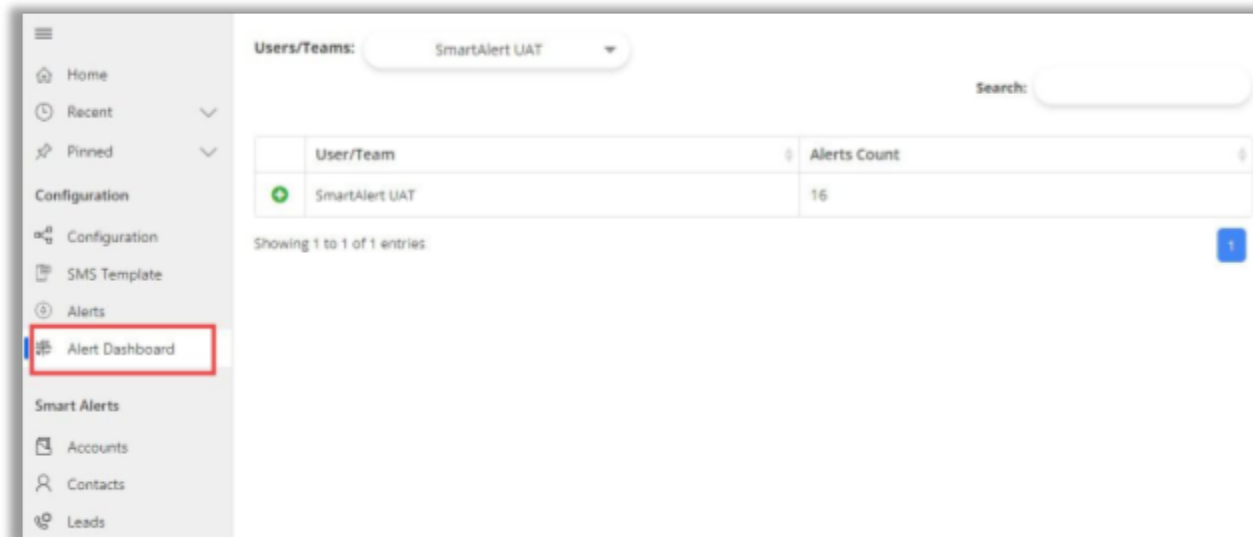 Home
Recent
Pinned
Configuration
Configuration
SMS Template
Alerts
Alert Dashboard
Smart Alerts
Accounts
Contacts
Leads
Users/Teams: SmartAlert UAT
Search:
User/Team Alerts Count
SmartAlert UAT 16
Showing 1 to 1 of 1 entries 1